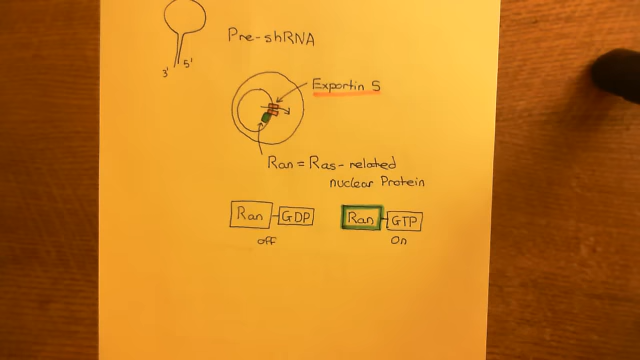 Pre-shRNA
3' 5'
Exportin 5
Ran = Ras-related
nuclear Protein
Ran GDP Ran GTP
off On